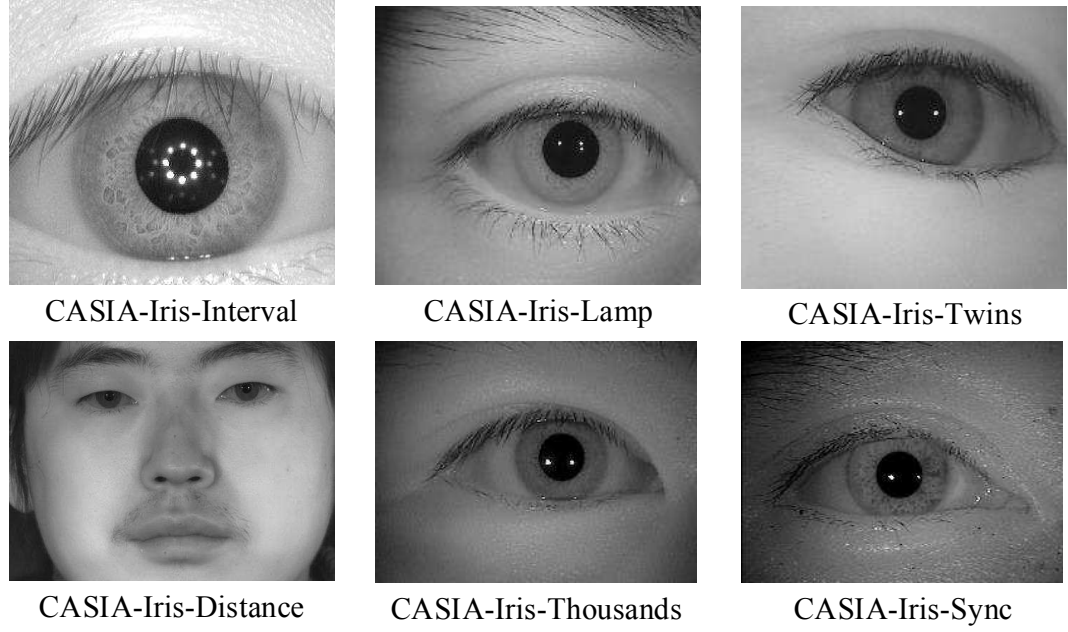 CASIA-Iris-Interval
CASIA-Iris-Lamp
CASIA-Iris-Twins
CASIA-Iris-Distance
CASIA-Iris-Thousands
CASIA-Iris-Sync